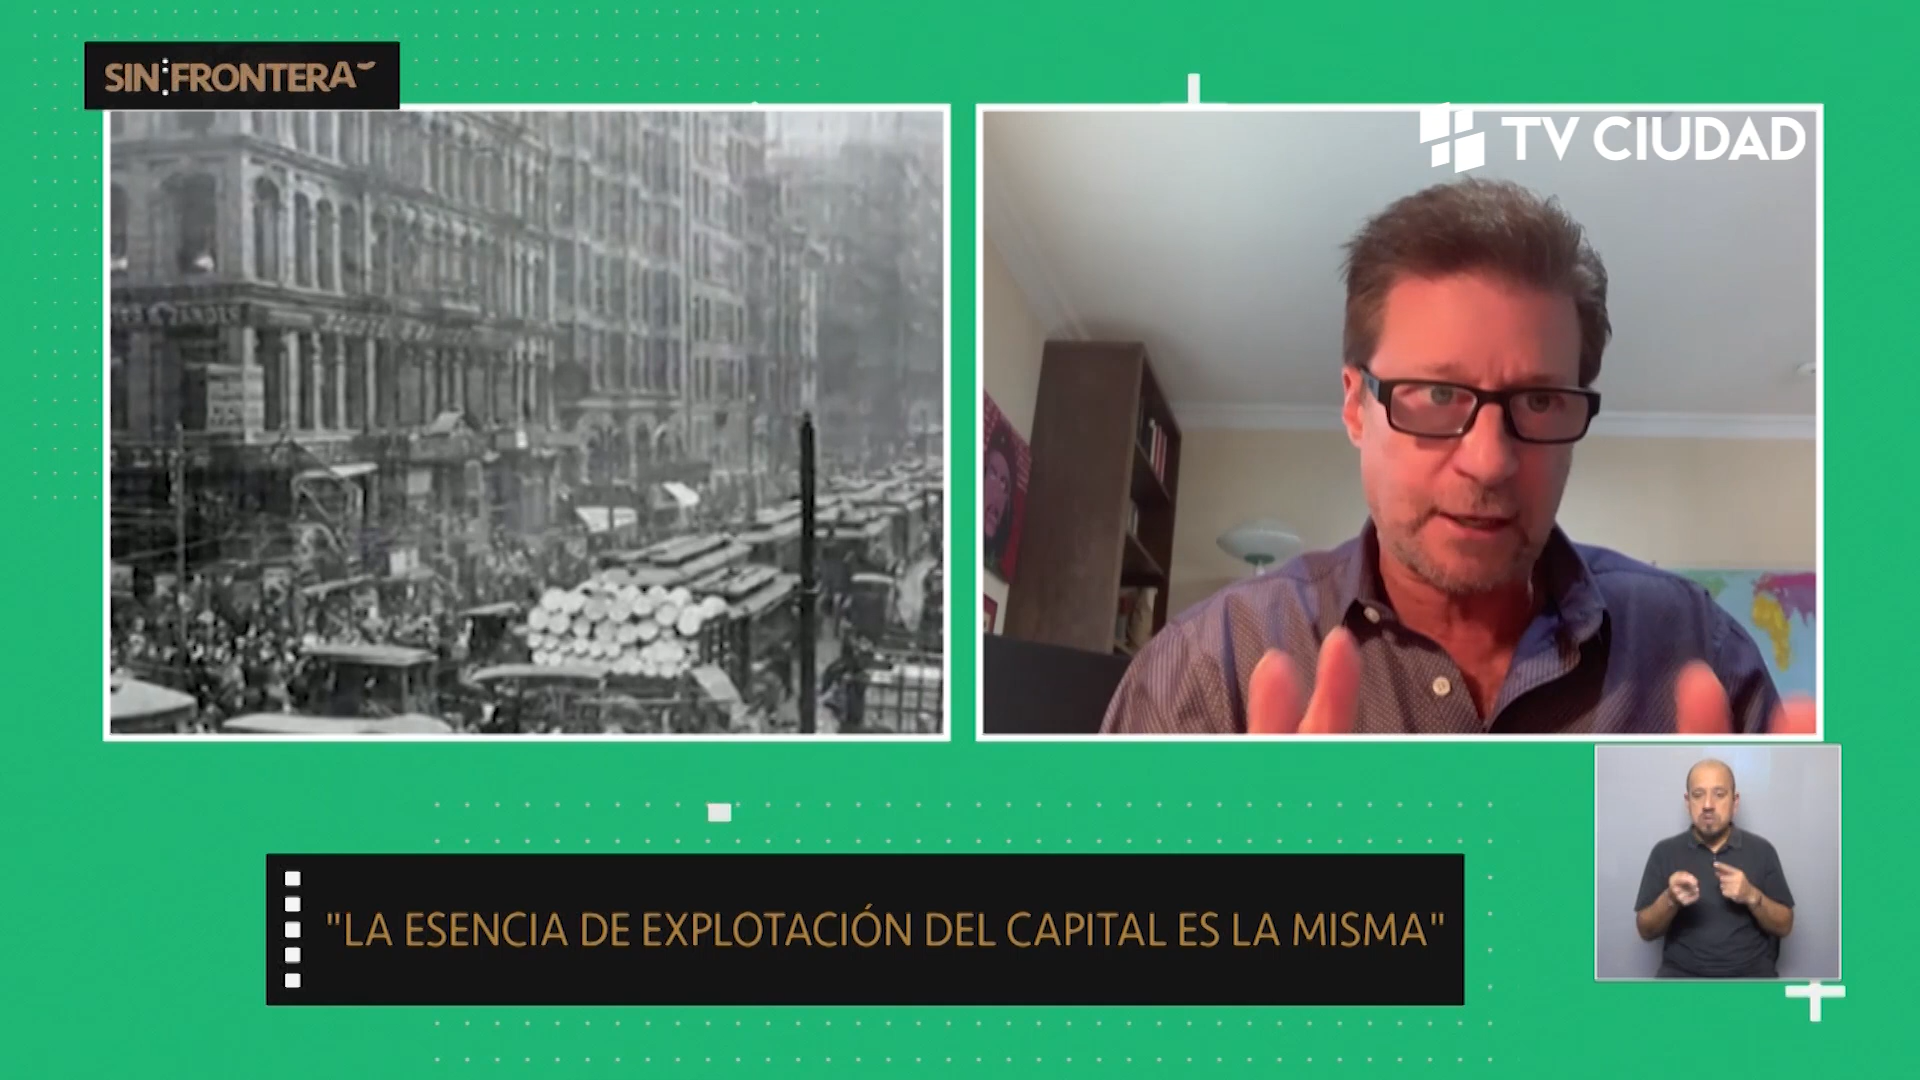 SIN FRONTERA
TV CIUDAD
"LA ESENCIA DE EXPLOTACIÓN DEL CAPITAL ES LA MISMA"